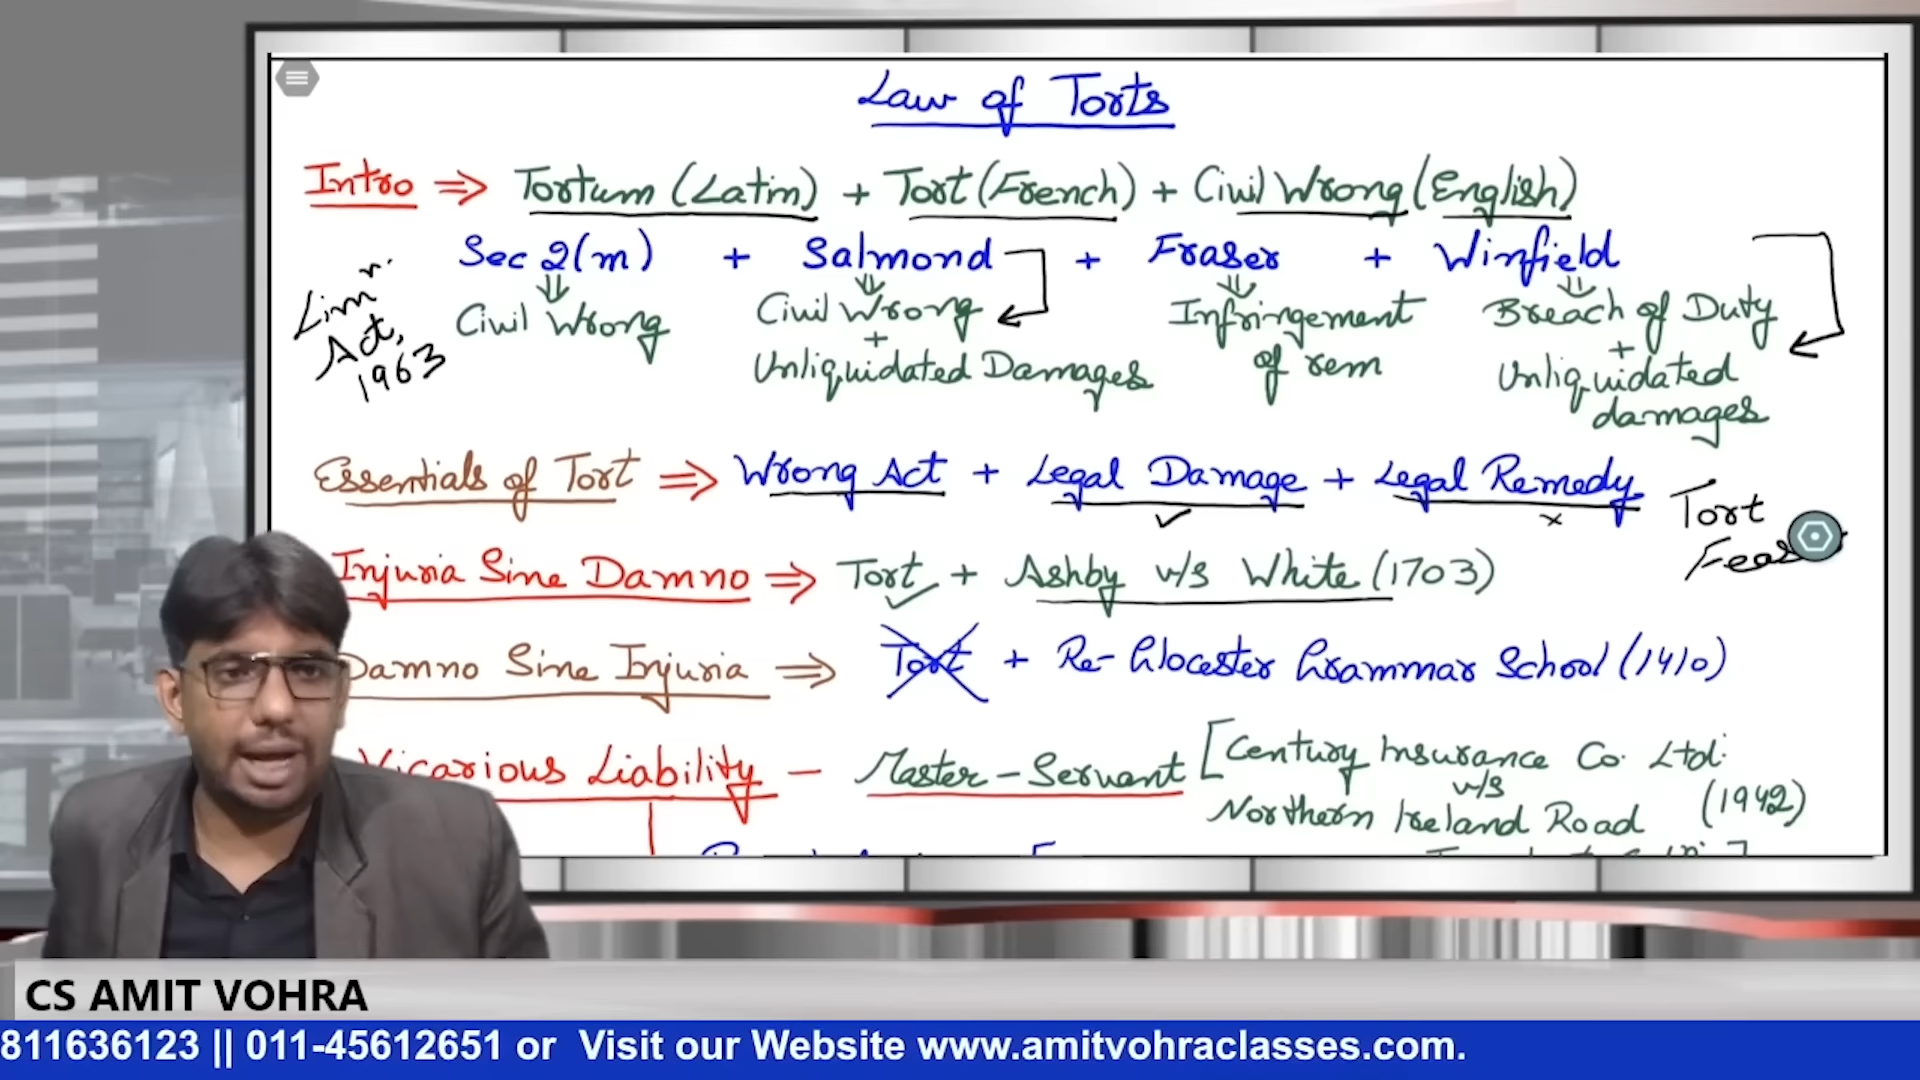 Law of Torts
Intro ⇒ Tortum (Latin) + Tort (French) + Civil Wrong (English)
Sec 2(m) + Salmond + Fraser + Winfield
Lim Act, 1963
⇓ Civil Wrong
⇓ Civil Wrong + Unliquidated Damages
⇓ Infringement of rem
⇓ Breach of Duty + Unliquidated damages
Essentials of Tort ⇒ Wrong Act + Legal Damage + Legal Remedy
✓ ×
Tort
Injuria Sine Damno ⇒ Tort ✓ + Ashby v/s White (1703)
Damno Sine Injuria ⇒ Tort + Re- Glocester Grammar School (1410)
Vicarious Liability – Master-Servant [Century Insurance Co. Ltd.
v/s
Northern Ireland Road (1942)
CS AMIT VOHRA
811636123 || 011-45612651 or Visit our Website www.amitvohraclasses.com.